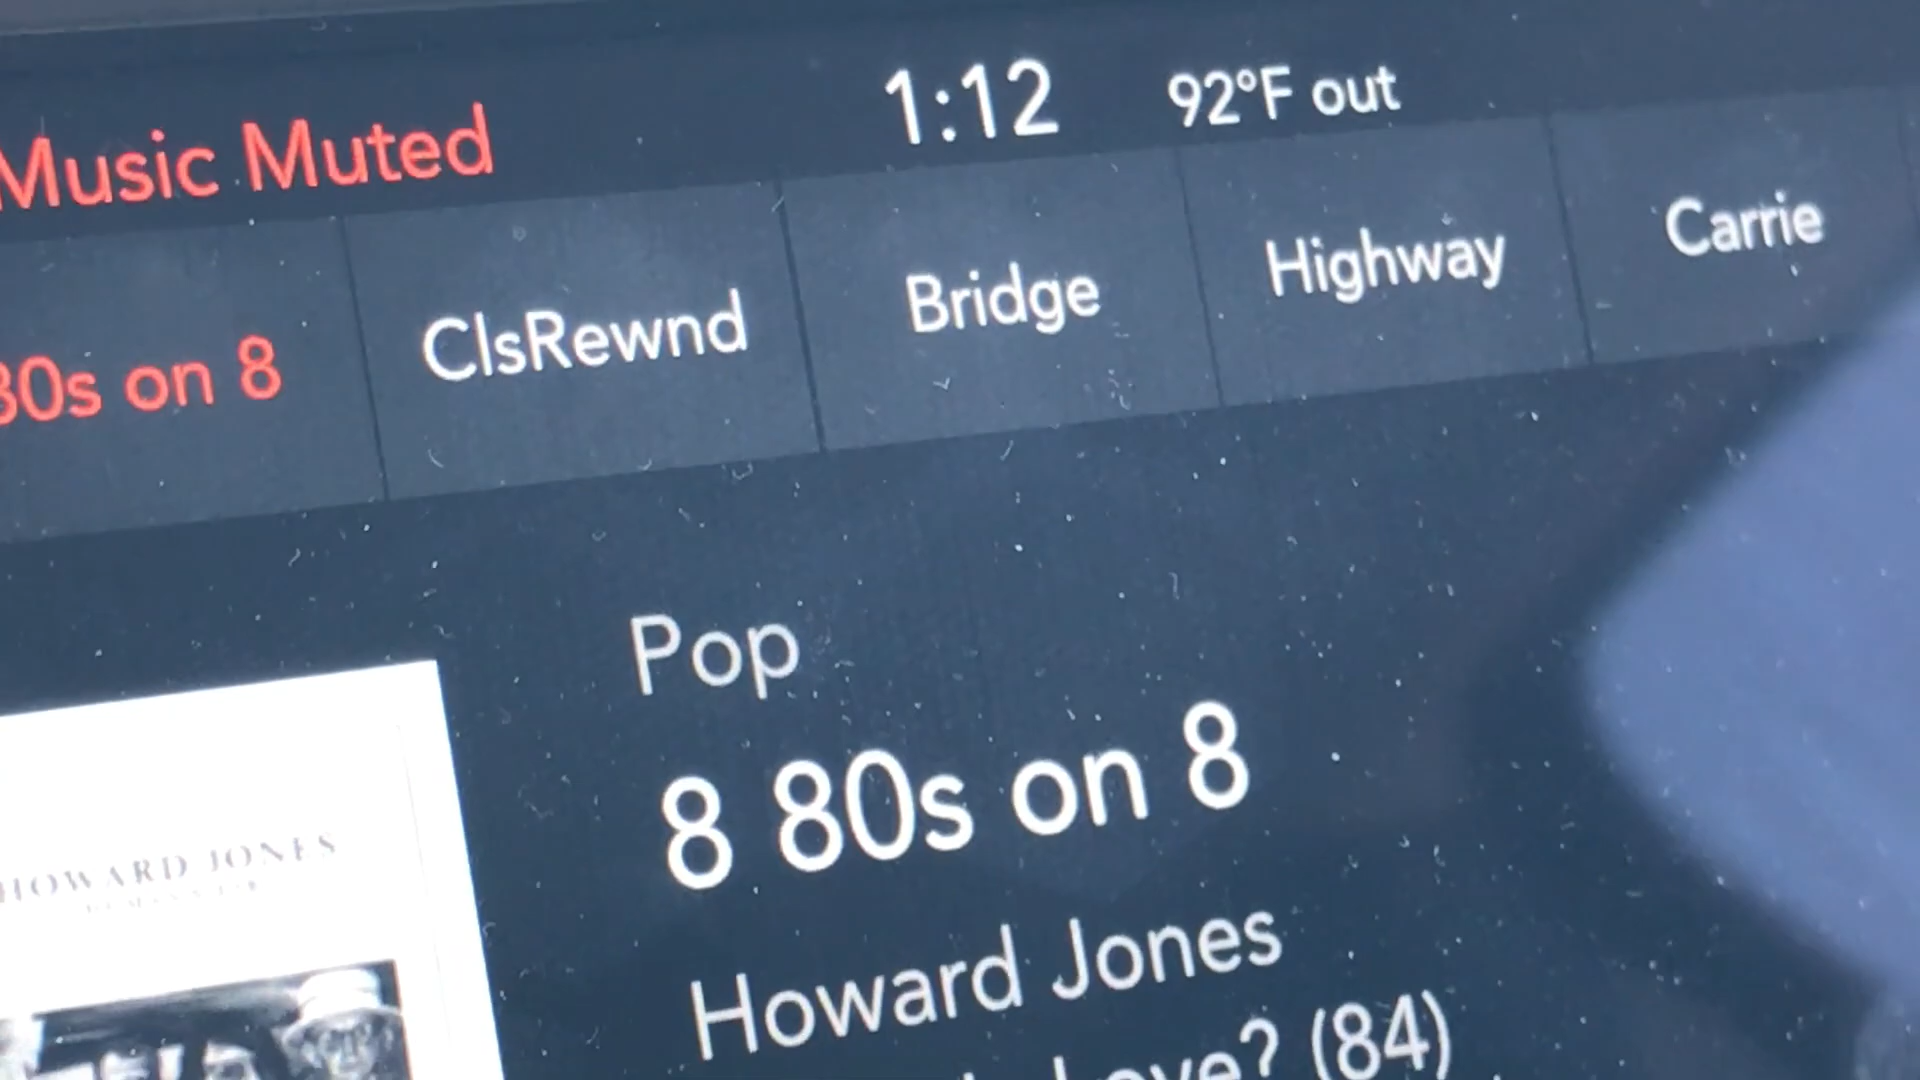 Music Muted 1:12 92°F out
80s on 8 ClsRewnd Bridge Highway Carrie
Pop
8 80s on 8
HOWARD JONES
Howard Jones
Love? (84)